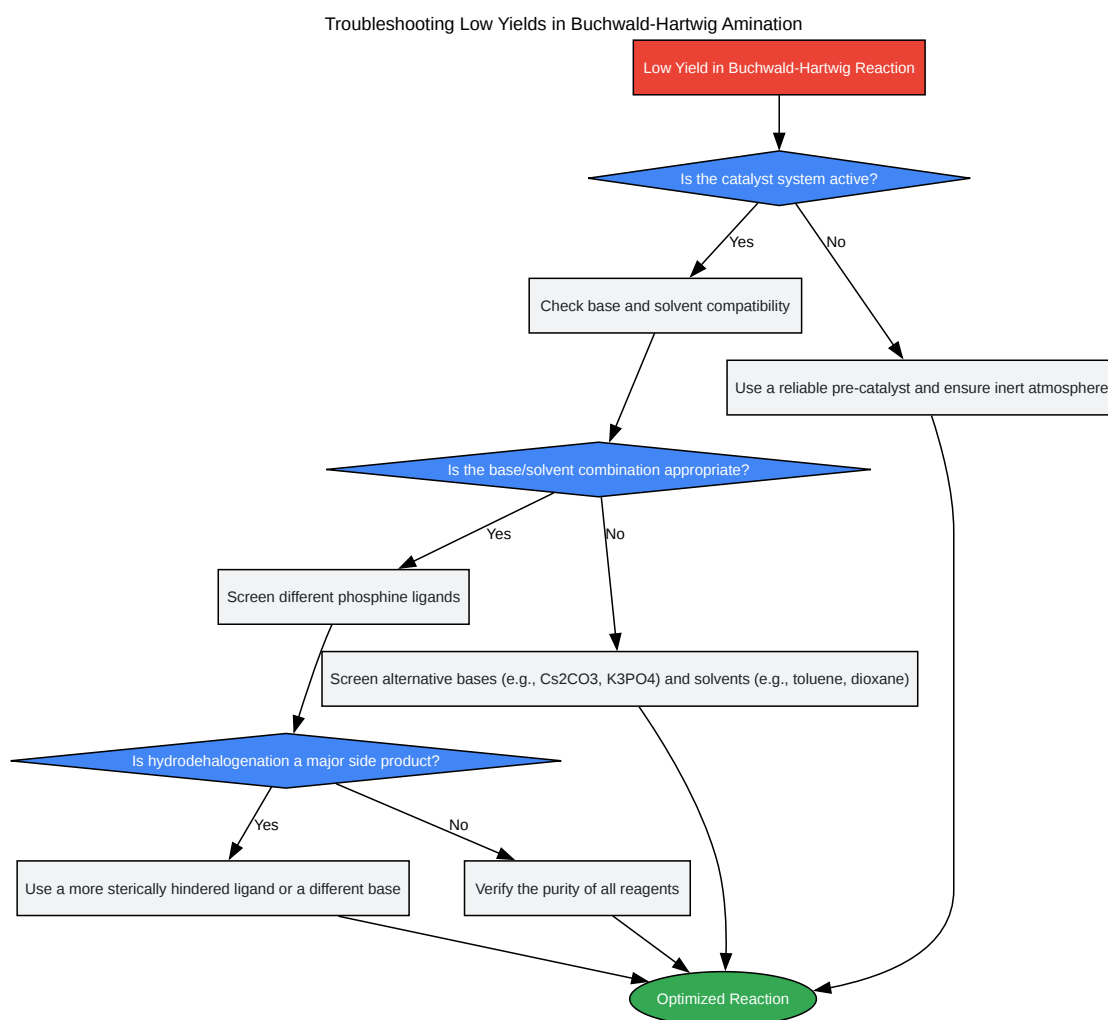 Troubleshooting Low Yields in Buchwald-Hartwig Amination
Low Yield in Buchwald-Hartwig Reaction
Is the catalyst system active?
Yes
No
Check base and solvent compatibility
Use a reliable pre-catalyst and ensure inert atmosphere
Is the base/solvent combination appropriate?
Yes
No
Screen different phosphine ligands
Screen alternative bases (e.g., Cs2CO3, K3PO4) and solvents (e.g., toluene, dioxane)
Is hydrodehalogenation a major side product?
Yes
No
Use a more sterically hindered ligand or a different base
Verify the purity of all reagents
Optimized Reaction